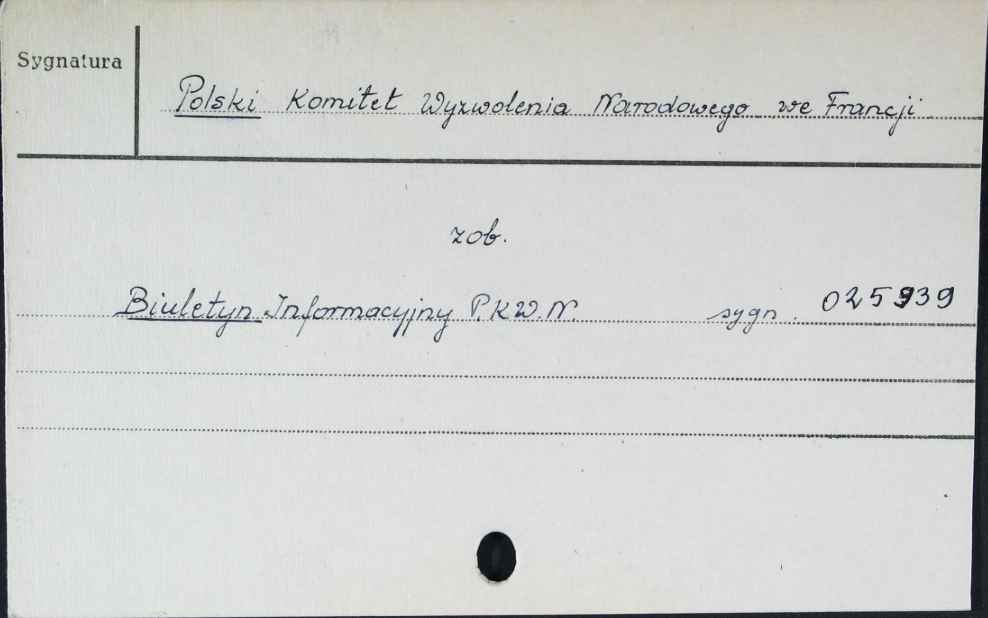 Sygnatura
Polski Komitet Wyzwolenia Narodowego we Francji
zob.
Biuletyn Informacyjny P.K.W.N. sygn. 025939